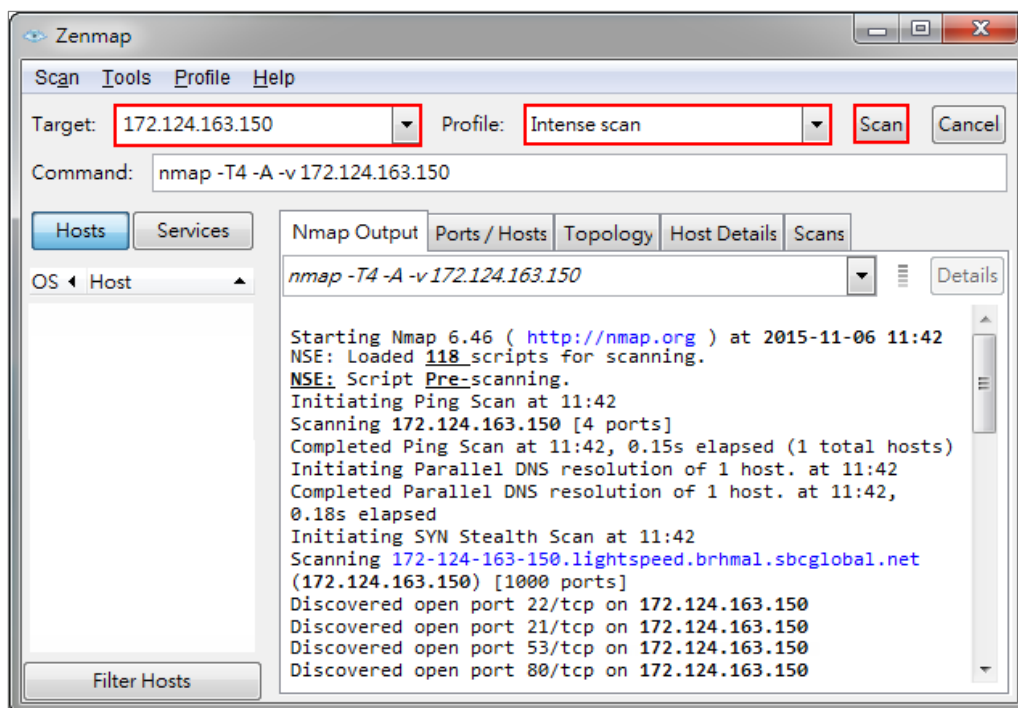 Zenmap
Scan Tools Profile Help
Target: 172.124.163.150 Profile: Intense scan Scan Cancel
Command: nmap -T4 -A -v 172.124.163.150
Hosts Services
Nmap Output Ports / Hosts Topology Host Details Scans
OS Host
nmap -T4 -A -v 172.124.163.150 Details
Starting Nmap 6.46 ( http://nmap.org ) at 2015-11-06 11:42
NSE: Loaded 118 scripts for scanning.
NSE: Script Pre-scanning.
Initiating Ping Scan at 11:42
Scanning 172.124.163.150 [4 ports]
Completed Ping Scan at 11:42, 0.15s elapsed (1 total hosts)
Initiating Parallel DNS resolution of 1 host. at 11:42
Completed Parallel DNS resolution of 1 host. at 11:42,
0.18s elapsed
Initiating SYN Stealth Scan at 11:42
Scanning 172-124-163-150.lightspeed.brhmal.sbcglobal.net
(172.124.163.150) [1000 ports]
Discovered open port 22/tcp on 172.124.163.150
Discovered open port 21/tcp on 172.124.163.150
Discovered open port 53/tcp on 172.124.163.150
Discovered open port 80/tcp on 172.124.163.150
Filter Hosts